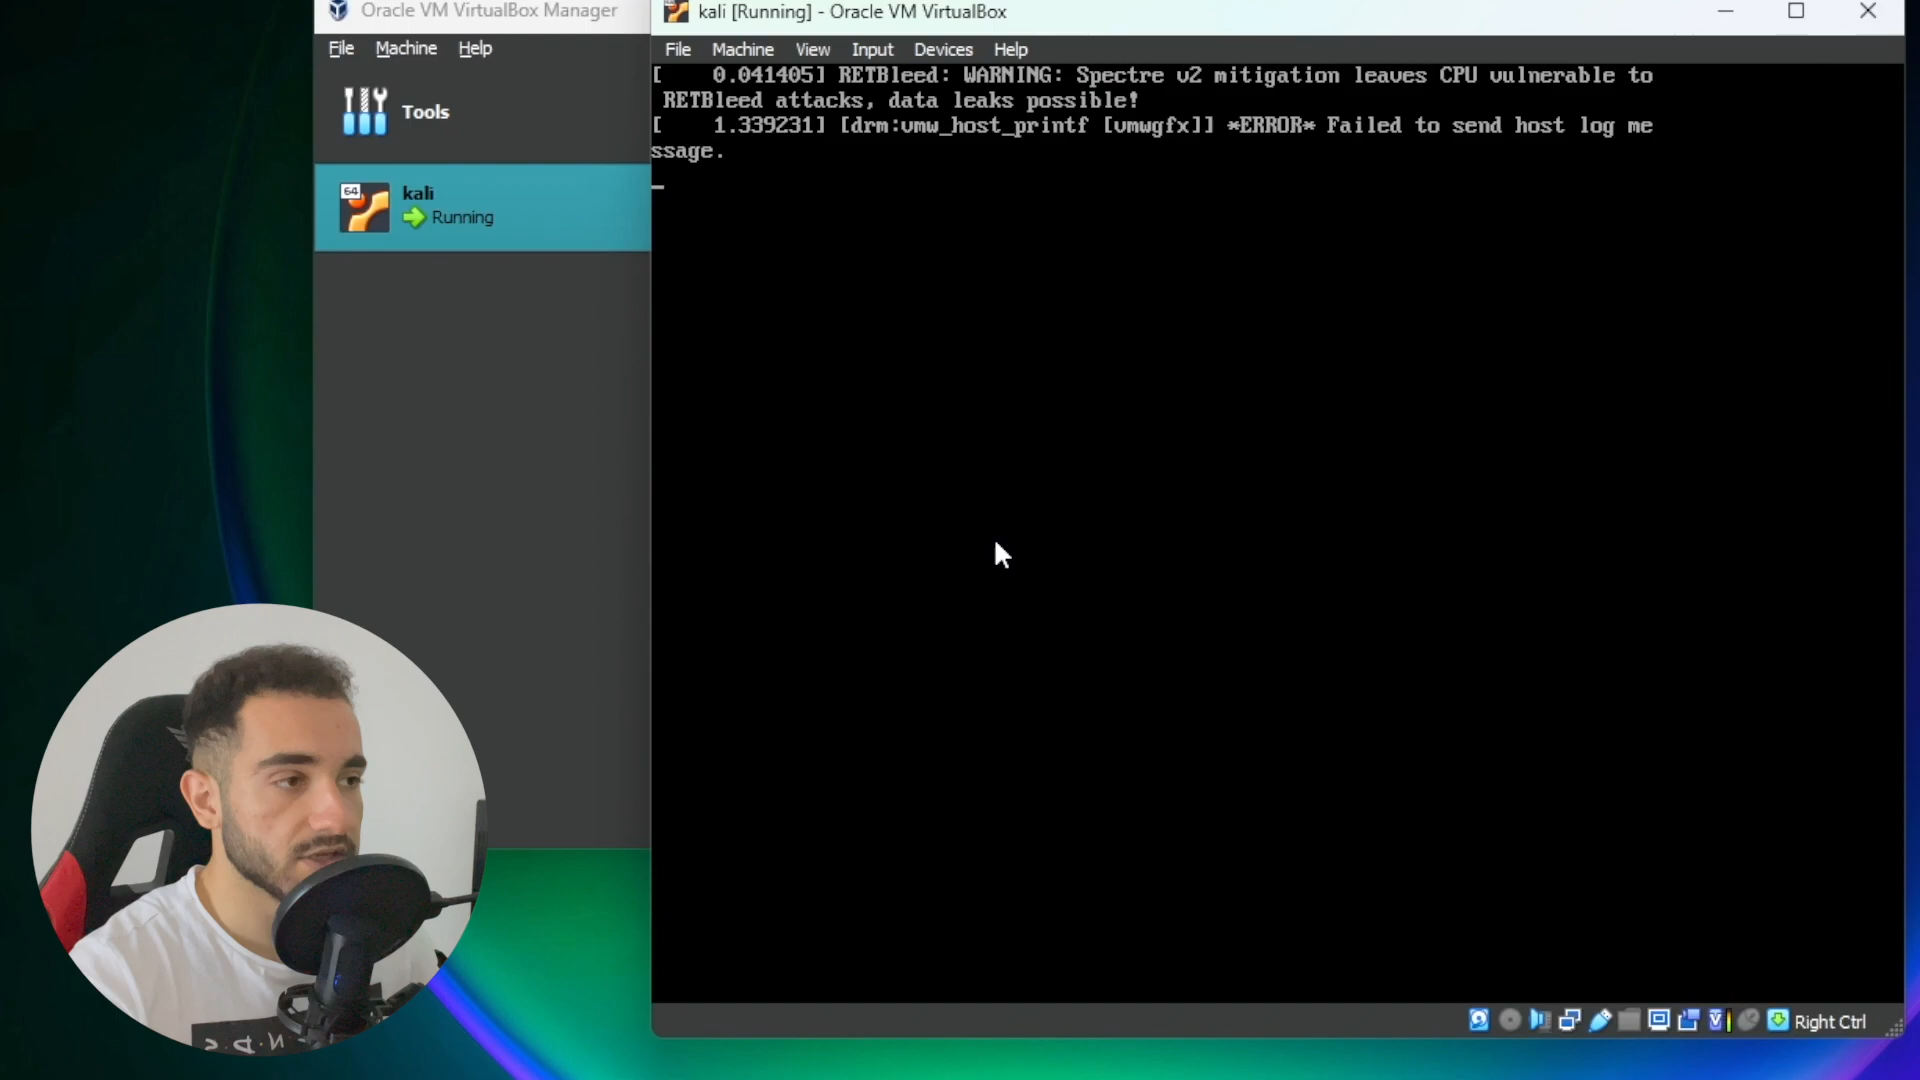 Oracle VM VirtualBox Manager
File Machine Help
Tools
64
kali
Running
kali [Running] - Oracle VM VirtualBox
File Machine View Input Devices Help
[    0.041405] RETBleed: WARNING: Spectre v2 mitigation leaves CPU vulnerable to
RETBleed attacks, data leaks possible!
[    1.339231] [drm:vmw_host_printf [vmwgfx]] *ERROR* Failed to send host log me
ssage.
Right Ctrl